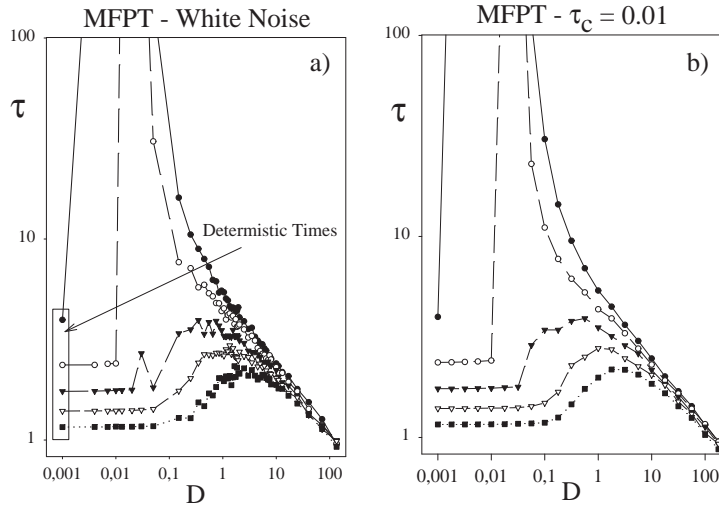 MFPT - White Noise
a)
100
τ
10
1
Determistic Times
0,001 0,01 0,1 1 10 100
D
MFPT - τc = 0.01
b)
100
τ
10
1
0,001 0,01 0,1 1 10 100
D